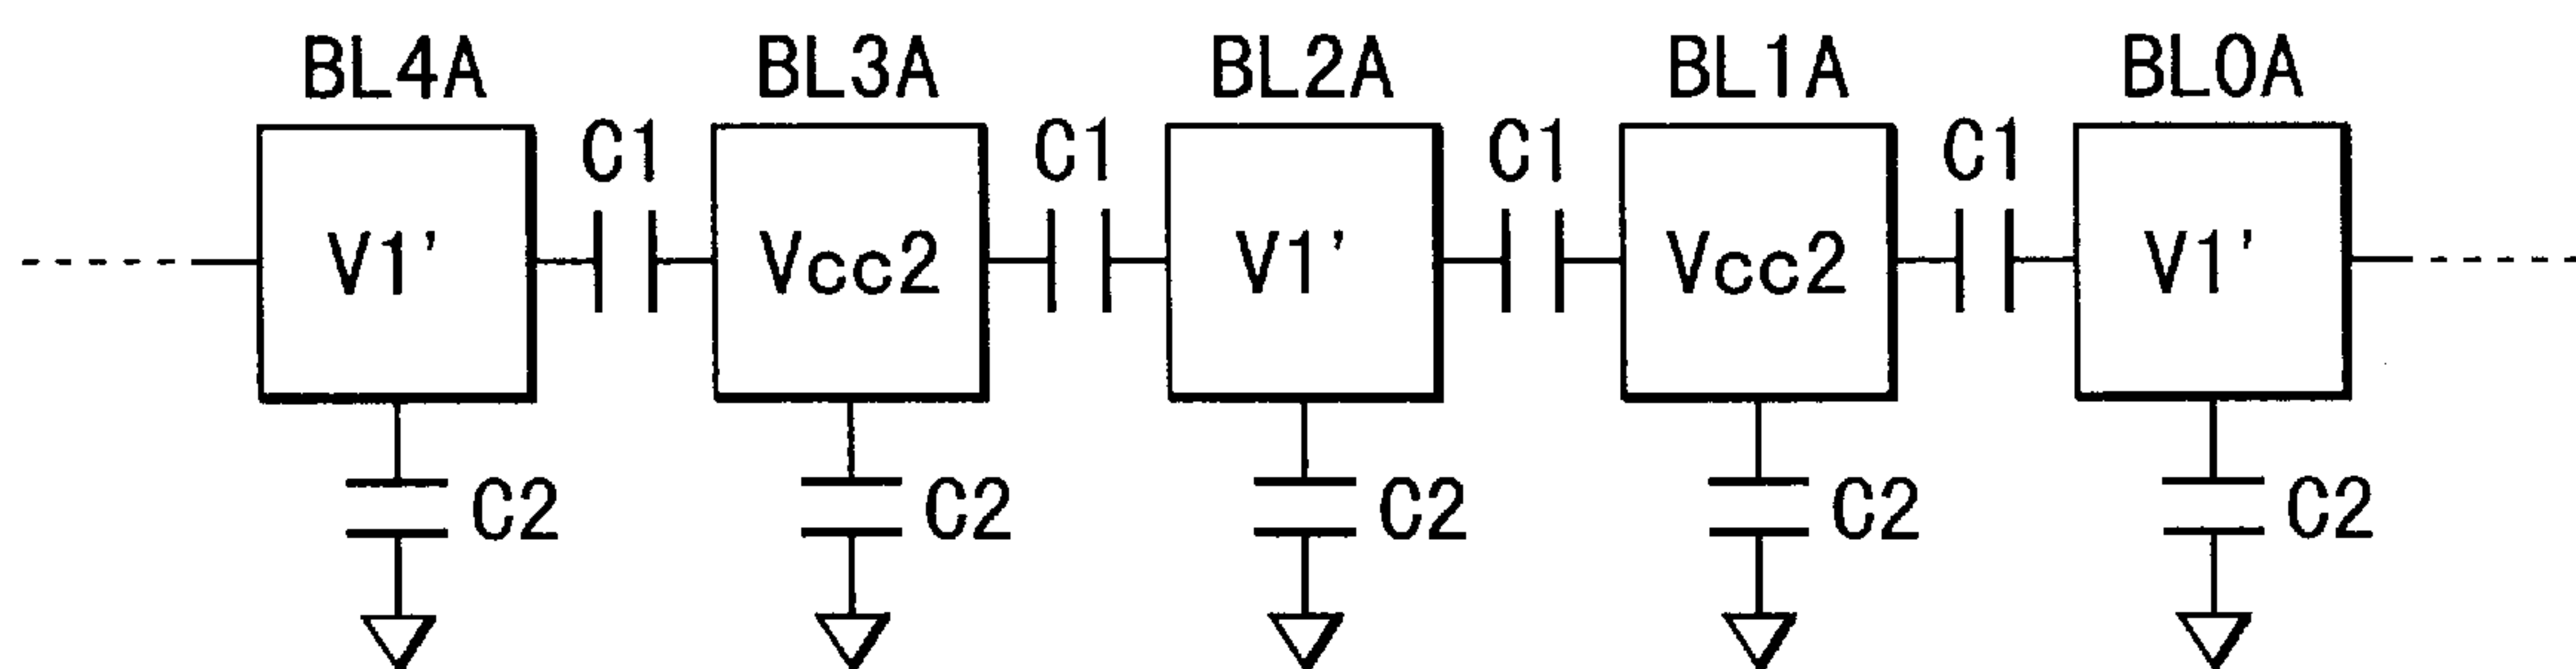 BL4A BL3A BL2A BL1A BL0A
C1 C1 C1 C1
V1' Vcc2 V1' Vcc2 V1'
C2 C2 C2 C2 C2